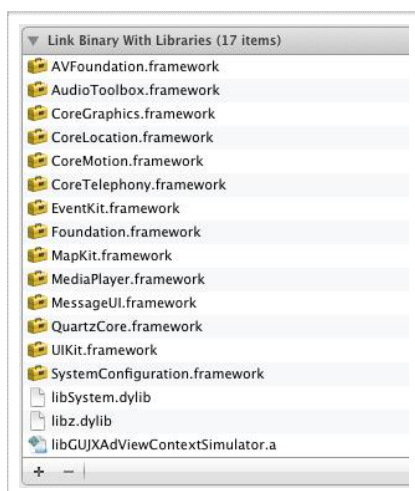 Link Binary With Libraries (17 items)
AVFoundation.framework
AudioToolbox.framework
CoreGraphics.framework
CoreLocation.framework
CoreMotion.framework
CoreTelephony.framework
EventKit.framework
Foundation.framework
MapKit.framework
MediaPlayer.framework
MessageUI.framework
QuartzCore.framework
UIKit.framework
SystemConfiguration.framework
libSystem.dylib
libz.dylib
libGUJXAdViewContextSimulator.a